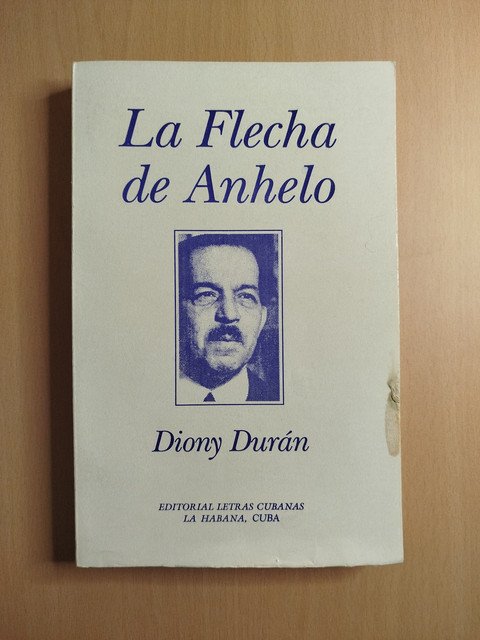 La Flecha
de Anhelo
Diony Durán
EDITORIAL LETRAS CUBANAS
LA HABANA, CUBA